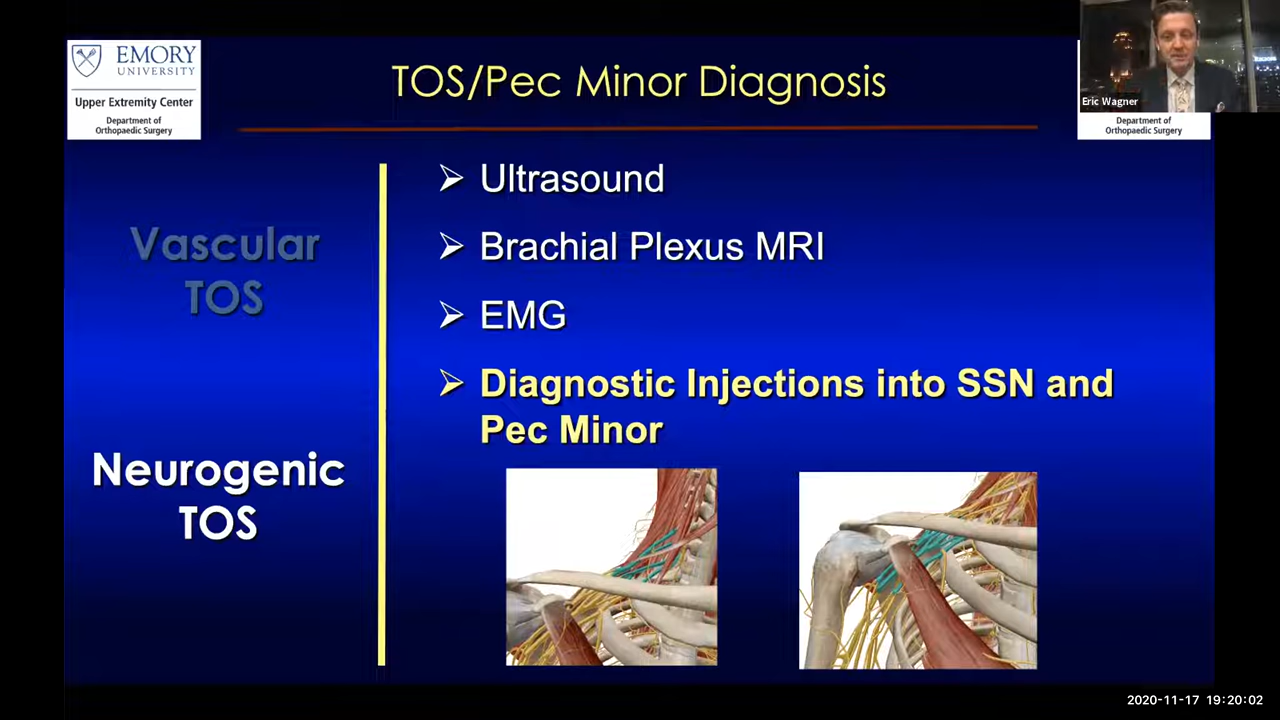 EMORY
UNIVERSITY
Upper Extremity Center
Department of
Orthopaedic Surgery
TOS/Pec Minor Diagnosis
Eric Wagner
Department of
Orthopaedic Surgery
Vascular
TOS
Neurogenic
TOS
➢ Ultrasound
➢ Brachial Plexus MRI
➢ EMG
➢ Diagnostic Injections into SSN and
Pec Minor
2020-11-17 19:20:02